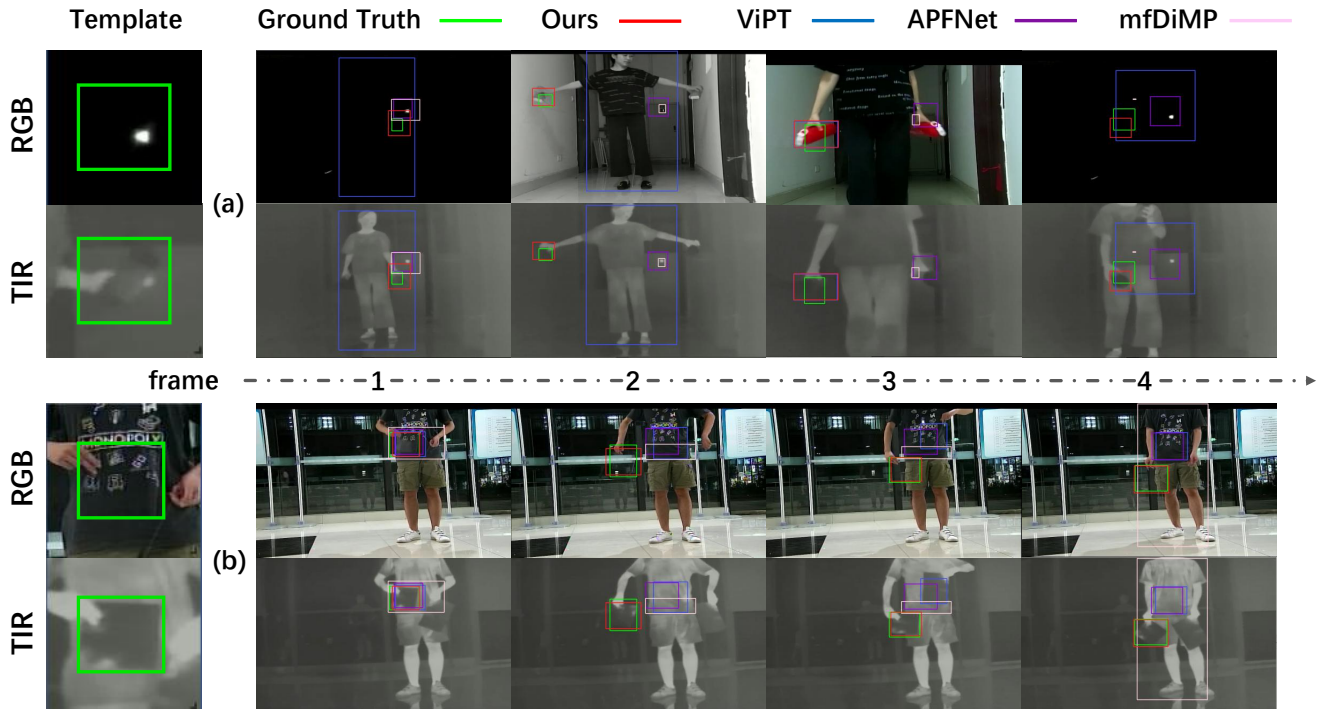 Template Ground Truth Ours ViPT APFNet mfDiMP
RGB
(a)
TIR
frame 1 2 3 4
MONOPOLY
RGB
(b)
TIR